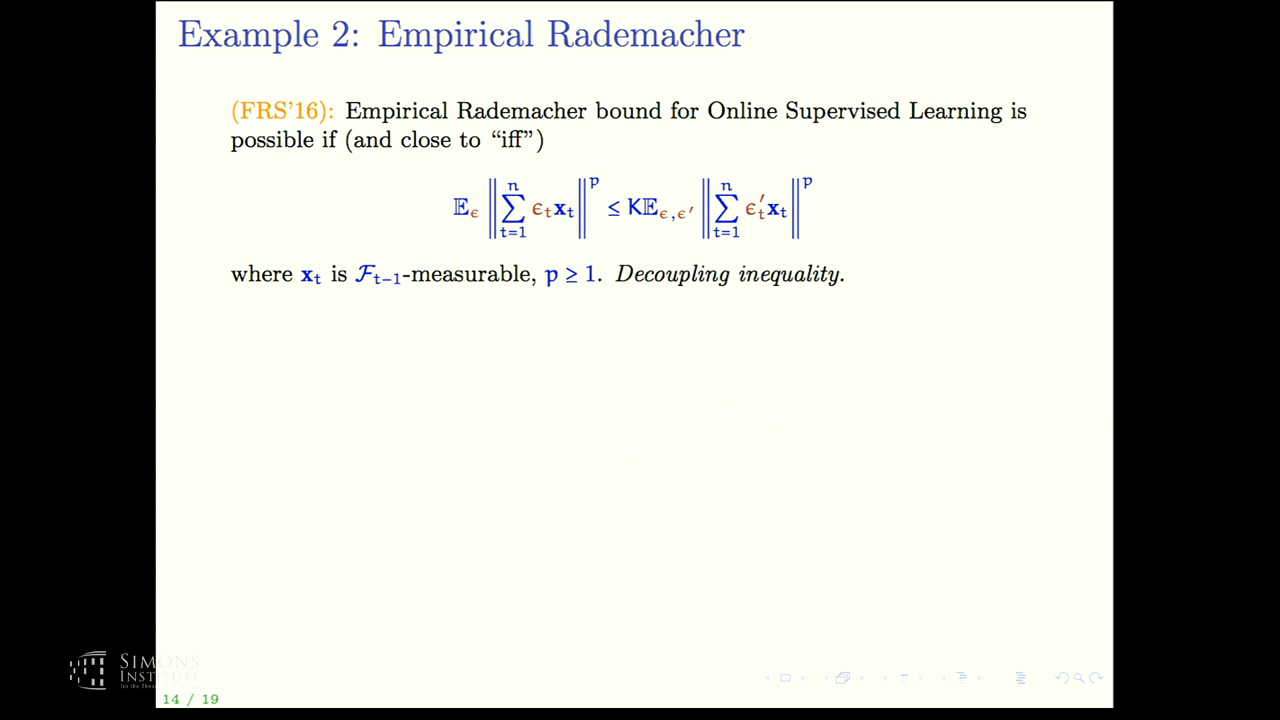 Example 2: Empirical Rademacher
(FRS'16): Empirical Rademacher bound for Online Supervised Learning is
possible if (and close to “iff”)
𝔼_ϵ ‖∑_{t=1}^{n} ϵ_t x_t‖^p ≤ K𝔼_{ϵ,ϵ′} ‖∑_{t=1}^{n} ϵ′_t x_t‖^p
where x_t is ℱ_{t−1}-measurable, p ≥ 1. Decoupling inequality.
SIMONS
INSTITUTE
14 / 19